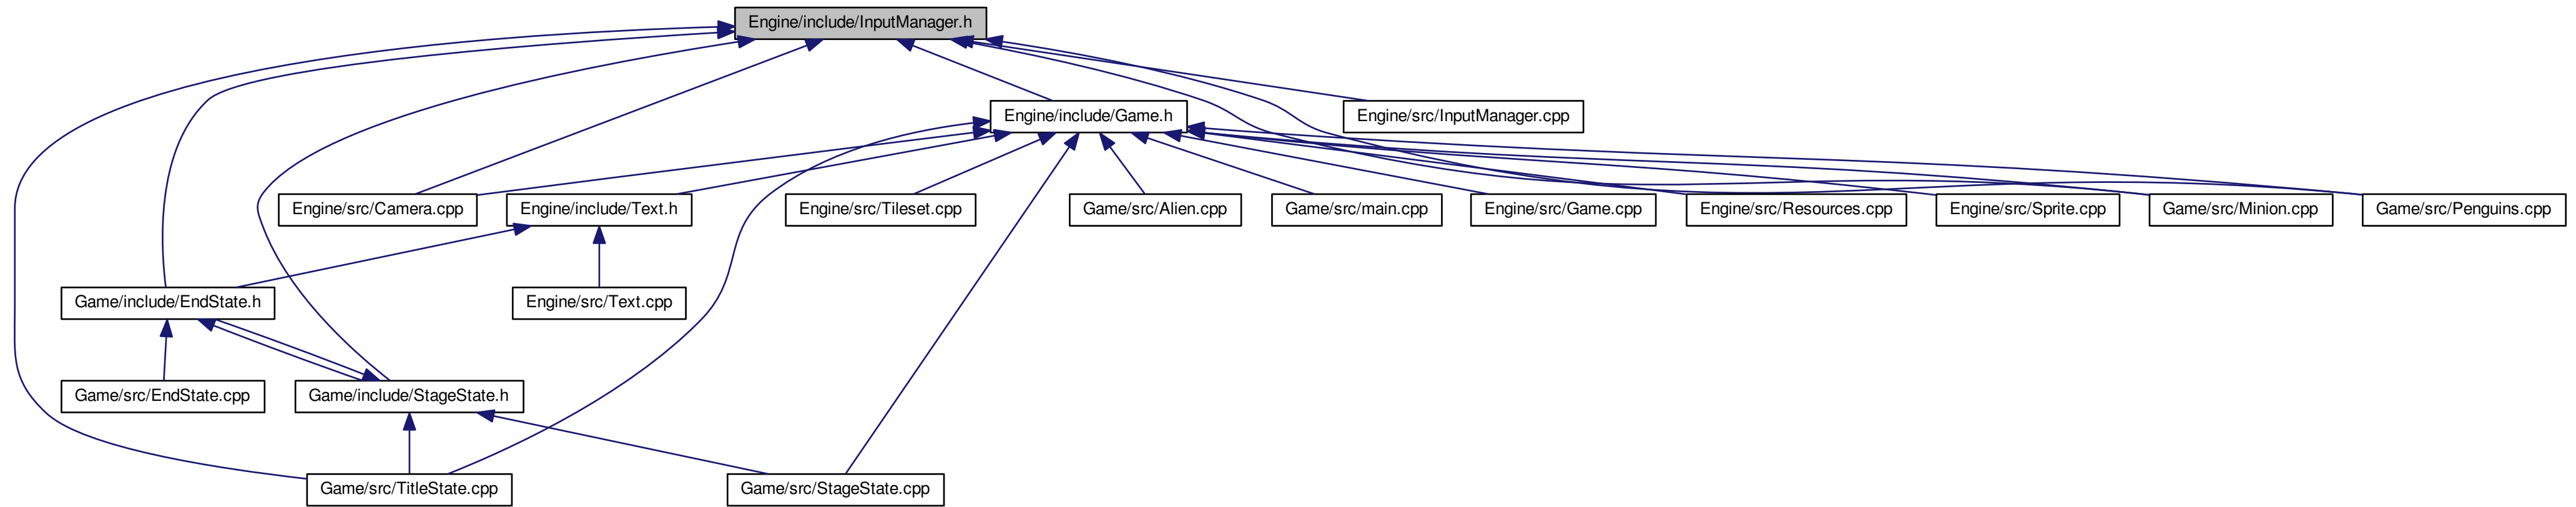 Engine/include/InputManager.h
Engine/include/Game.h
Engine/src/InputManager.cpp
Engine/src/Camera.cpp
Engine/include/Text.h
Engine/src/Tileset.cpp
Game/src/Alien.cpp
Game/src/main.cpp
Engine/src/Game.cpp
Engine/src/Resources.cpp
Engine/src/Sprite.cpp
Game/src/Minion.cpp
Game/src/Penguins.cpp
Game/include/EndState.h
Engine/src/Text.cpp
Game/src/EndState.cpp
Game/include/StageState.h
Game/src/TitleState.cpp
Game/src/StageState.cpp